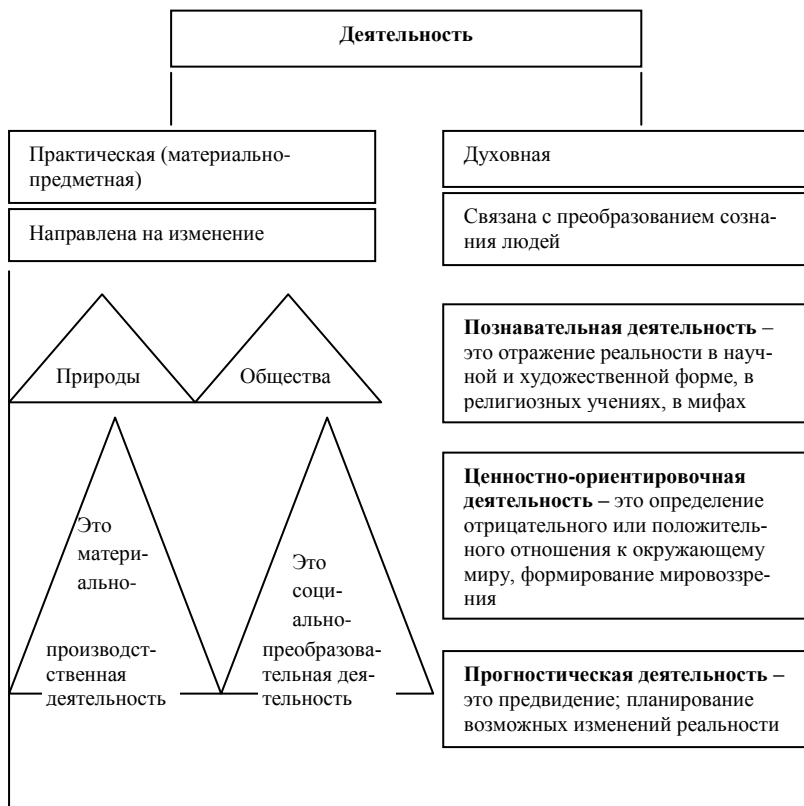 Деятельность
Практическая (материально-
предметная)
Направлена на изменение
Природы
Общества
Это
матери-
ально-
производст-
ственная
деятельность
Это
соци-
ально-
преобразова-
тельная дея-
тельность
Духовная
Связана с преобразованием созна-
ния людей
Познавательная деятельность –
это отражение реальности в науч-
ной и художественной форме, в
религиозных учениях, в мифах
Ценностно-ориентировочная
деятельность – это определение
отрицательного или положитель-
ного отношения к окружающему
миру, формирование мировоззре-
ния
Прогностическая деятельность –
это предвидение; планирование
возможных изменений реальности